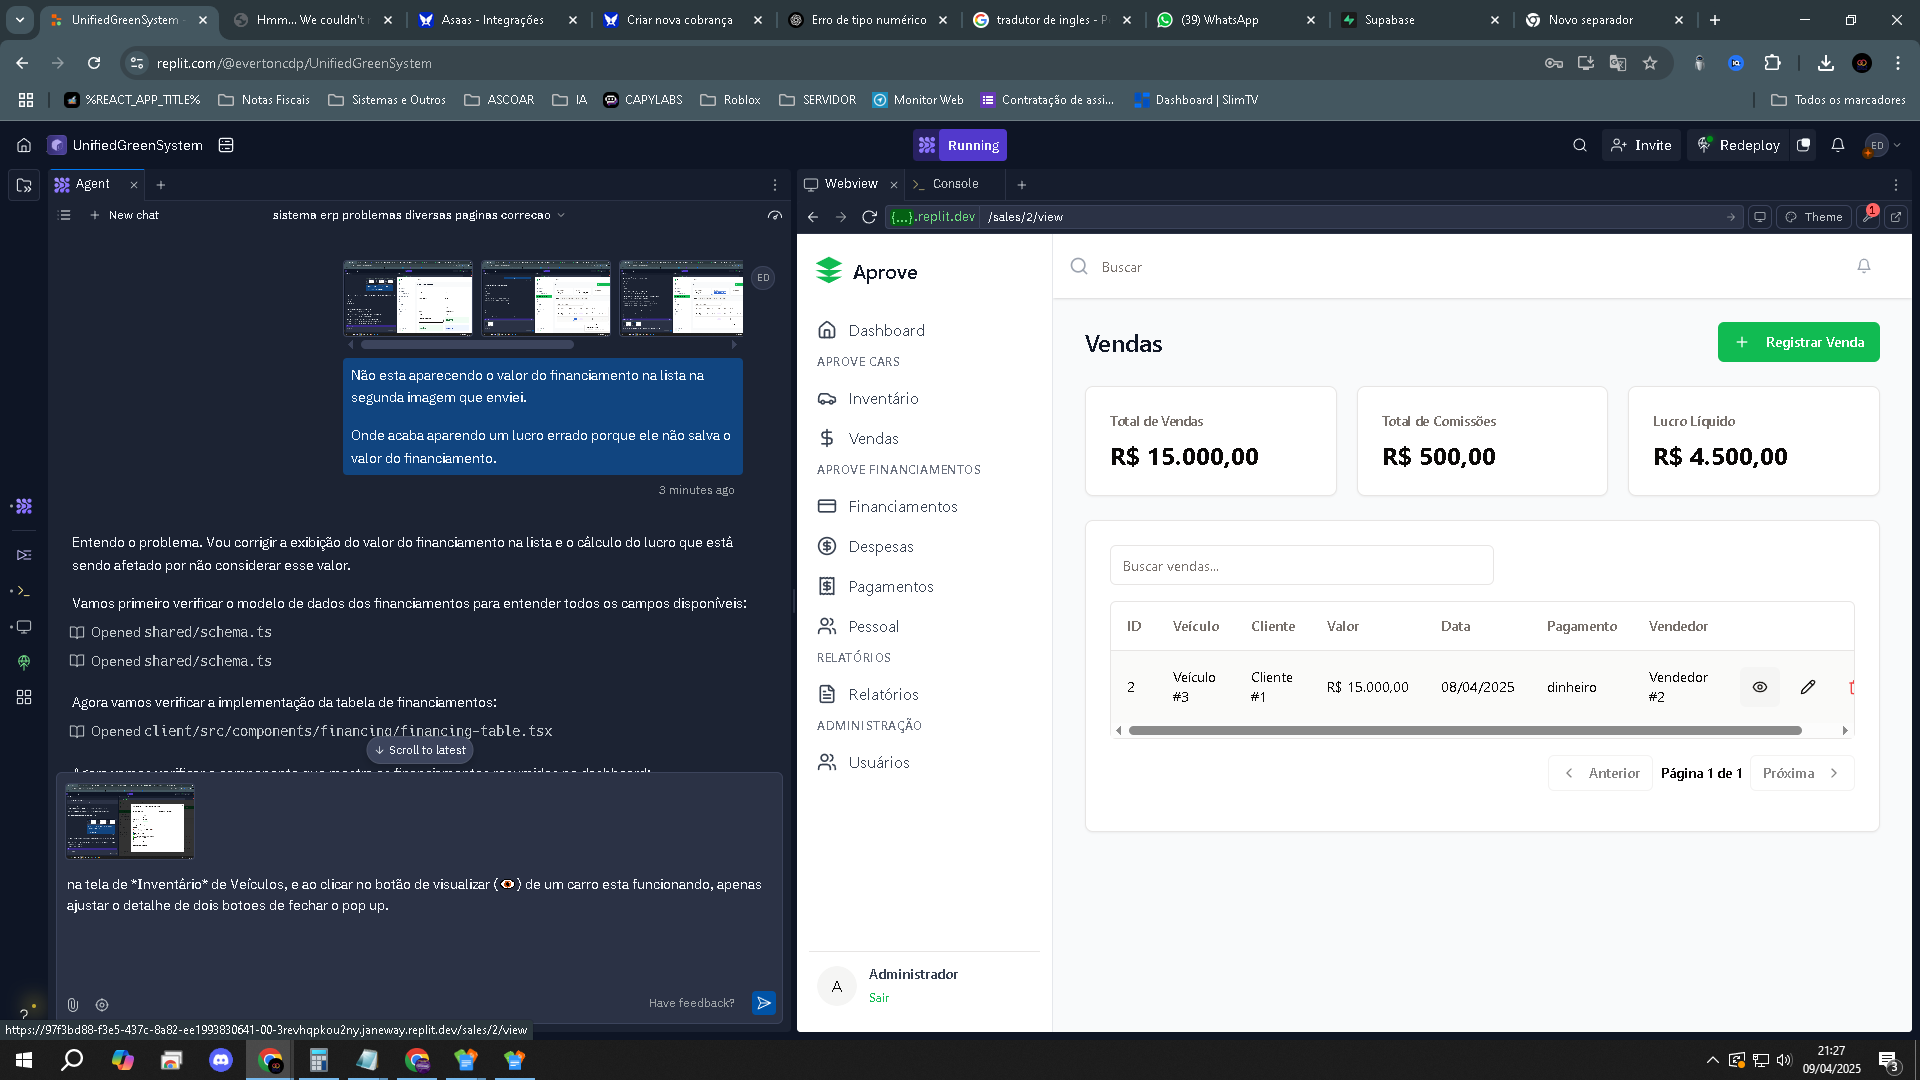 UnifiedGreenSystem -
Hmm... We couldn't r
Asaas - Integrações
Criar nova cobrança
Erro de tipo numérico
tradutor de ingles - Pe
(39) WhatsApp
Supabase
Novo separador
replit.com/@evertoncdp/UnifiedGreenSystem
%REACT_APP_TITLE%
Notas Fiscais
Sistemas e Outros
ASCOAR
IA
CAPYLABS
Roblox
SERVIDOR
Monitor Web
Contratação de assi...
Dashboard | SlimTV
Todos os marcadores
UnifiedGreenSystem
Running
Invite
Redeploy
ED
Agent
New chat
sistema erp problemas diversas paginas correcao
ED
Não esta aparecendo o valor do financiamento na lista na
segunda imagem que enviei.
Onde acaba aparendo um lucro errado porque ele não salva o
valor do financiamento.
3 minutes ago
Entendo o problema. Vou corrigir a exibição do valor do financiamento na lista e o cálculo do lucro que está
sendo afetado por não considerar esse valor.
Vamos primeiro verificar o modelo de dados dos financiamentos para entender todos os campos disponíveis:
Opened shared/schema.ts
Opened shared/schema.ts
Agora vamos verificar a implementação da tabela de financiamentos:
Opened client/src/components/financing/financing-table.tsx
Scroll to latest
na tela de *Inventário* de Veículos, e ao clicar no botão de visualizar (👁) de um carro esta funcionando, apenas
ajustar o detalhe de dois botoes de fechar o pop up.
Have feedback?
https://97f3bd88-f3e5-437c-8a82-ee1993830641-00-3revhqpkou2ny.janeway.replit.dev/sales/2/view
Webview
Console
{...}.replit.dev
/sales/2/view
Theme
1
Aprove
Dashboard
APROVE CARS
Inventário
Vendas
APROVE FINANCIAMENTOS
Financiamentos
Despesas
Pagamentos
Pessoal
RELATÓRIOS
Relatórios
ADMINISTRAÇÃO
Usuários
A
Administrador
Sair
Buscar
Vendas
Registrar Venda
Total de Vendas
R$ 15.000,00
Total de Comissões
R$ 500,00
Lucro Líquido
R$ 4.500,00
Buscar vendas...
ID Veículo Cliente Valor Data Pagamento Vendedor
2 Veículo #3 Cliente #1 R$ 15.000,00 08/04/2025 dinheiro Vendedor #2
Anterior
Página 1 de 1
Próxima
21:27
09/04/2025
3